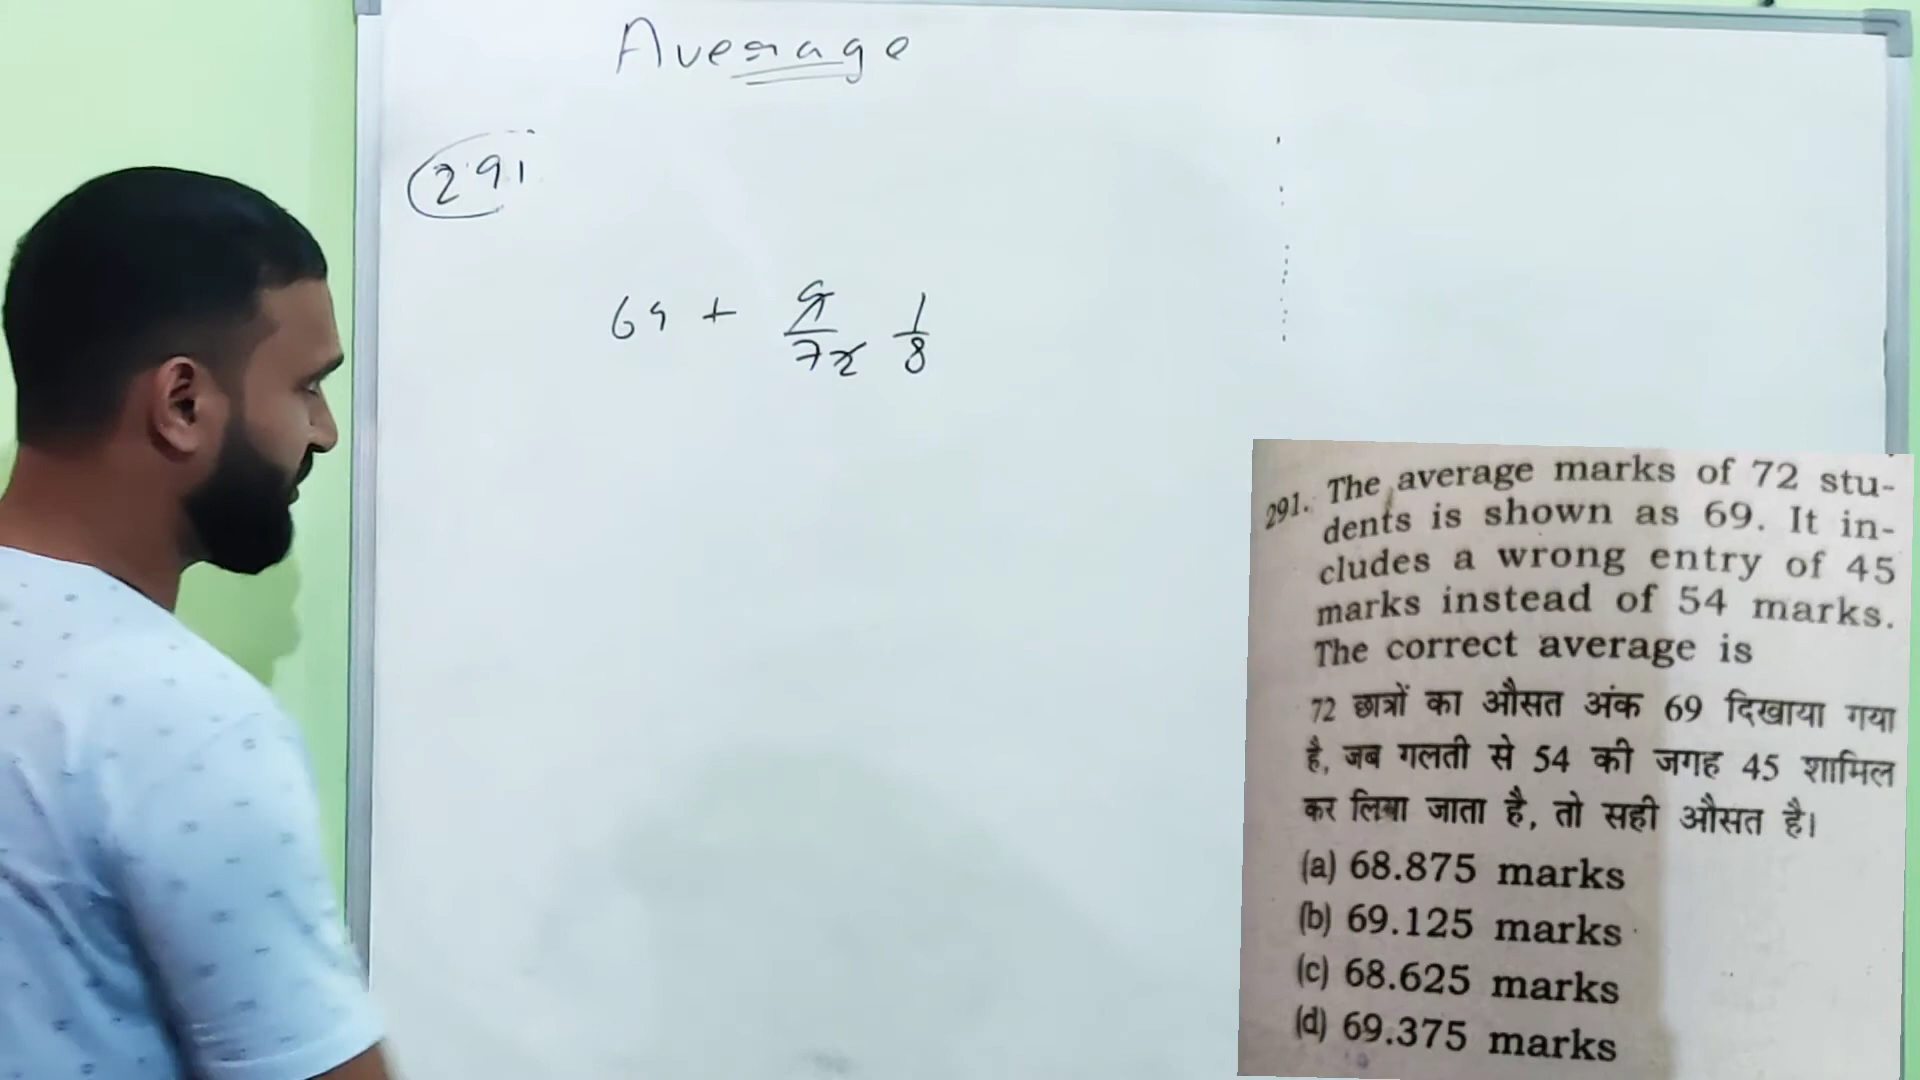 Average
291
69 + 9/72 1/8
291. The average marks of 72 stu-
dents is shown as 69. It in-
cludes a wrong entry of 45
marks instead of 54 marks.
The correct average is
72 छात्रों का औसत अंक 69 दिखाया गया
है, जब गलती से 54 की जगह 45 शामिल
कर लिया जाता है, तो सही औसत है।
(a) 68.875 marks
(b) 69.125 marks
(c) 68.625 marks
(d) 69.375 marks